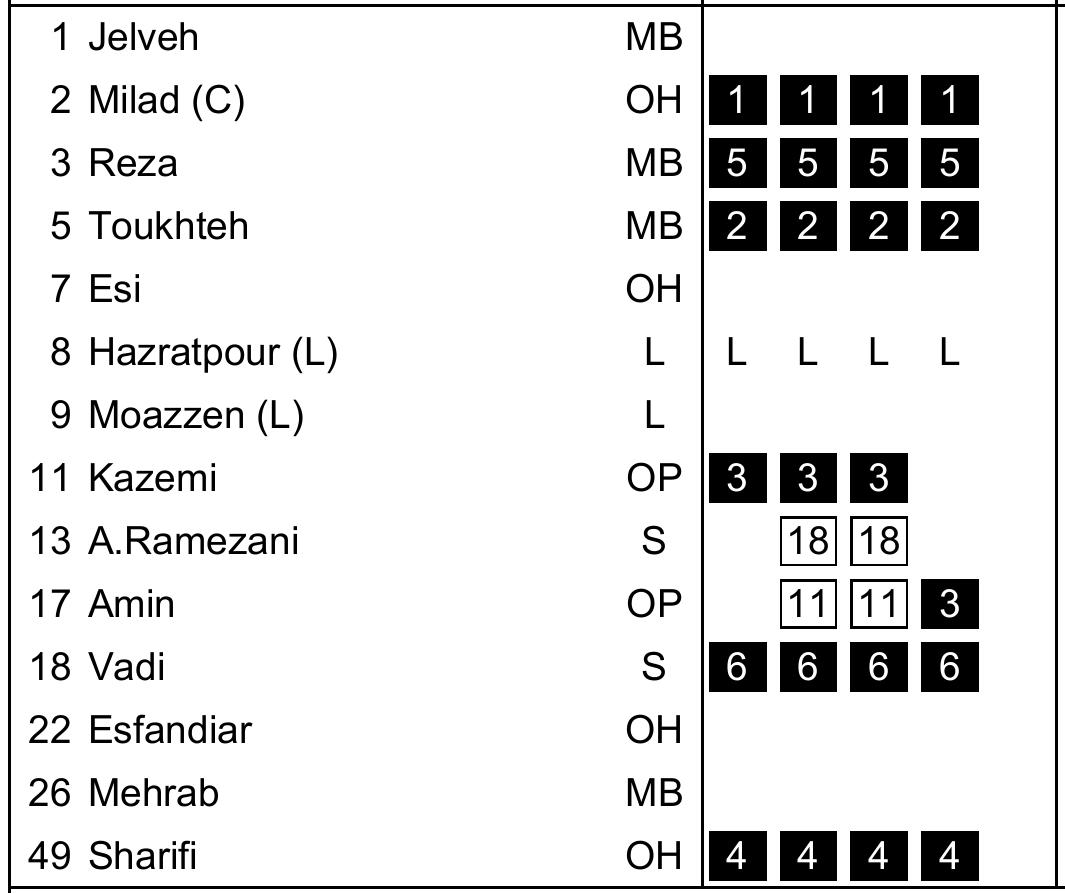 1 Jelveh MB
2 Milad (C) OH 1 1 1 1
3 Reza MB 5 5 5 5
5 Toukhteh MB 2 2 2 2
7 Esi OH
8 Hazratpour (L) L L L L L
9 Moazzen (L) L
11 Kazemi OP 3 3 3
13 A.Ramezani S 18 18
17 Amin OP 11 11 3
18 Vadi S 6 6 6 6
22 Esfandiar OH
26 Mehrab MB
49 Sharifi OH 4 4 4 4